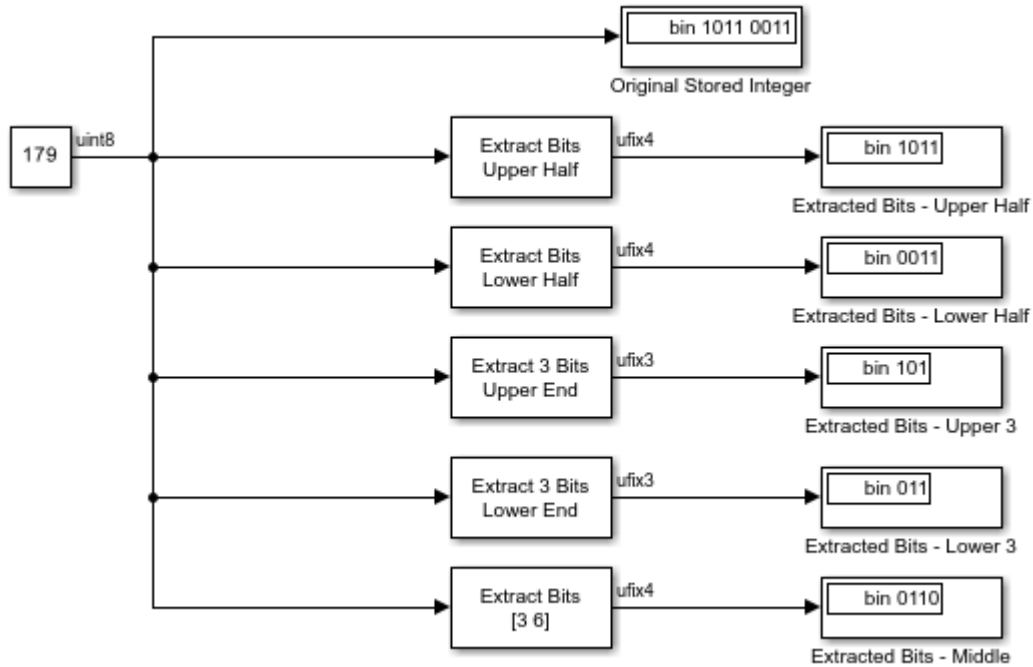 bin 1011 0011
Original Stored Integer
179
uint8
Extract Bits
Upper Half
ufix4
bin 1011
Extracted Bits - Upper Half
Extract Bits
Lower Half
ufix4
bin 0011
Extracted Bits - Lower Half
Extract 3 Bits
Upper End
ufix3
bin 101
Extracted Bits - Upper 3
Extract 3 Bits
Lower End
ufix3
bin 011
Extracted Bits - Lower 3
Extract Bits
[3 6]
ufix4
bin 0110
Extracted Bits - Middle